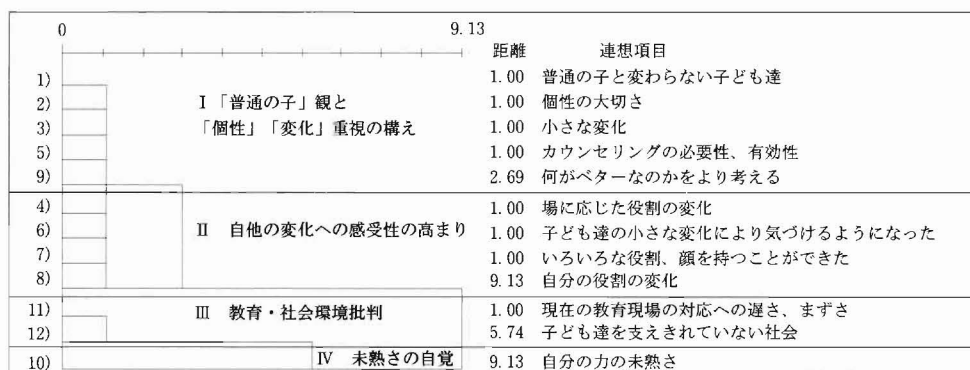 0 9.13
距離 連想項目
1) 1.00 普通の子と変わらない子ども達
2) Ⅰ「普通の子」観と 1.00 個性の大切さ
3) 「個性」「変化」重視の構え 1.00 小さな変化
5) 1.00 カウンセリングの必要性、有効性
9) 2.69 何がベターなのかをより考える
4) 1.00 場に応じた役割の変化
6) Ⅱ 自他の変化への感受性の高まり 1.00 子ども達の小さな変化により気づけるようになった
7) 1.00 いろいろな役割、顔を持つことができた
8) 9.13 自分の役割の変化
11) Ⅲ 教育・社会環境批判 1.00 現在の教育現場の対応への遅さ、まずさ
12) 5.74 子ども達を支えきれていない社会
10) Ⅳ 未熟さの自覚 9.13 自分の力の未熟さ